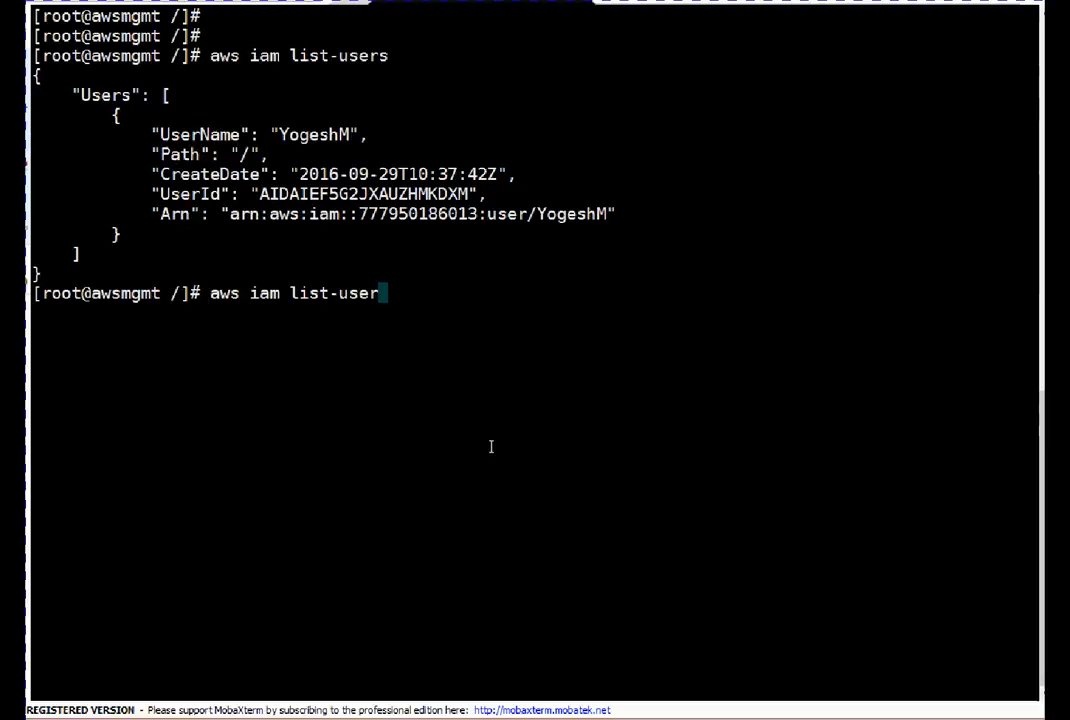 [root@awsmgmt /]#
[root@awsmgmt /]#
[root@awsmgmt /]# aws iam list-users
{
    "Users": [
        {
            "UserName": "YogeshM",
            "Path": "/",
            "CreateDate": "2016-09-29T10:37:42Z",
            "UserId": "AIDAIEF5G2JXAUZHMKDXM",
            "Arn": "arn:aws:iam::777950186013:user/YogeshM"
        }
    ]
}
[root@awsmgmt /]# aws iam list-user
REGISTERED VERSION - Please support MobaXterm by subscribing to the professional edition here: http://mobaxterm.mobatek.net